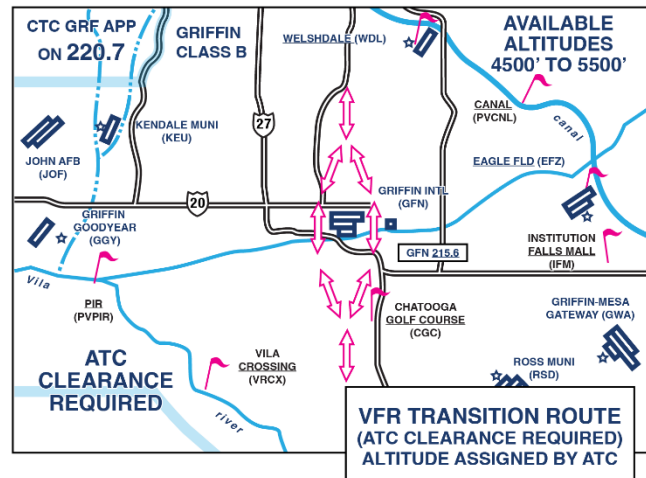 CTC GRF APP
ON 220.7
GRIFFIN
CLASS B
WELSHDALE (WDL)
AVAILABLE
ALTITUDES
4500' TO 5500'
CANAL
(PVCNL)
canal
27
KENDALE MUNI
(KEU)
JOHN AFB
(JOF)
EAGLE FLD (EFZ)
GRIFFIN INTL
(GFN)
20
GRIFFIN
GOODYEAR
(GGY)
GFN 215.6
INSTITUTION
FALLS MALL
(IFM)
Vila
PIR
(PVPIR)
CHATOOGA
GOLF COURSE
(CGC)
GRIFFIN-MESA
GATEWAY (GWA)
ATC
CLEARANCE
REQUIRED
VILA
CROSSING
(VRCX)
river
ROSS MUNI
(RSD)
VFR TRANSITION ROUTE
(ATC CLEARANCE REQUIRED)
ALTITUDE ASSIGNED BY ATC